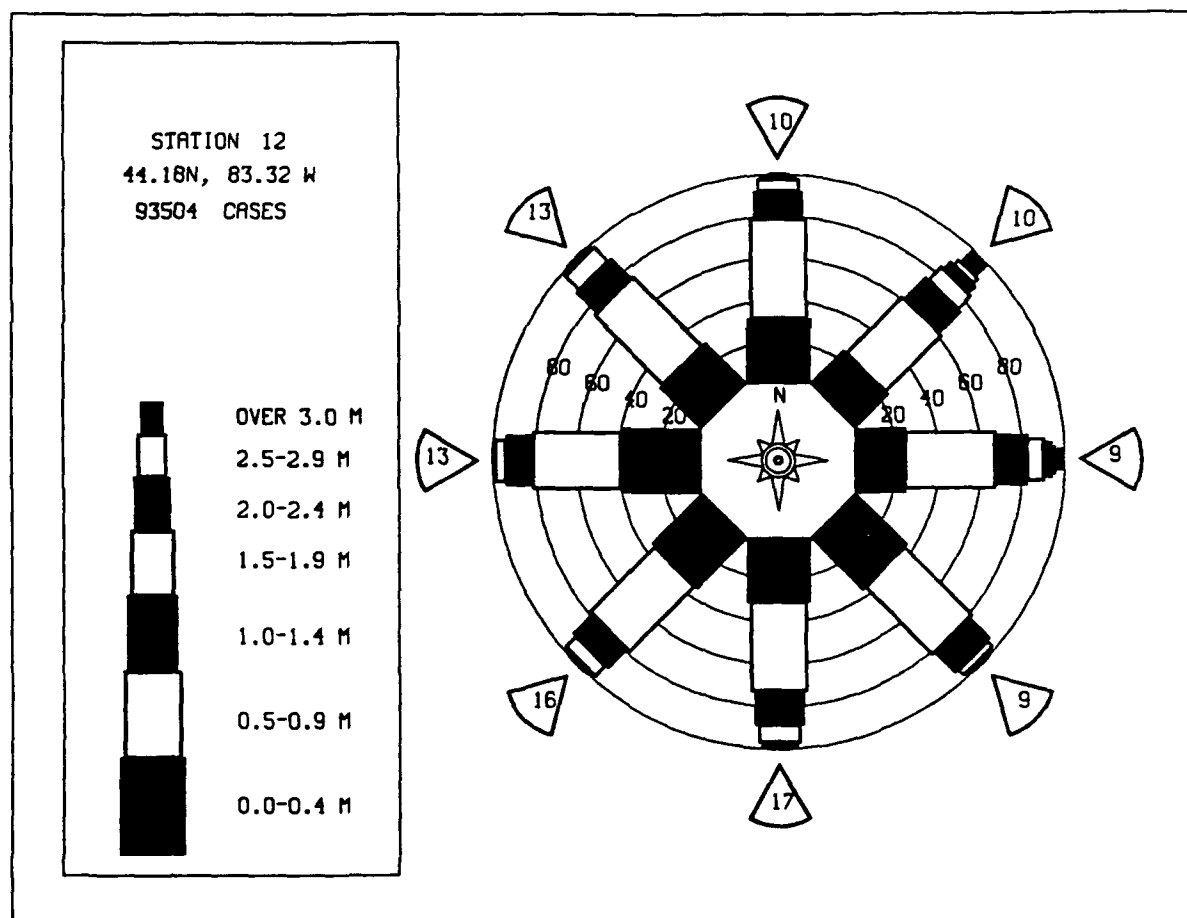 STATION 12
44.18N, 83.32 W
93504 CASES
OVER 3.0 M
2.5-2.9 M
2.0-2.4 M
1.5-1.9 M
1.0-1.4 M
0.5-0.9 M
0.0-0.4 M
10
13
10
80
60
40
20
N
20
40
60
80
13
9
16
9
17